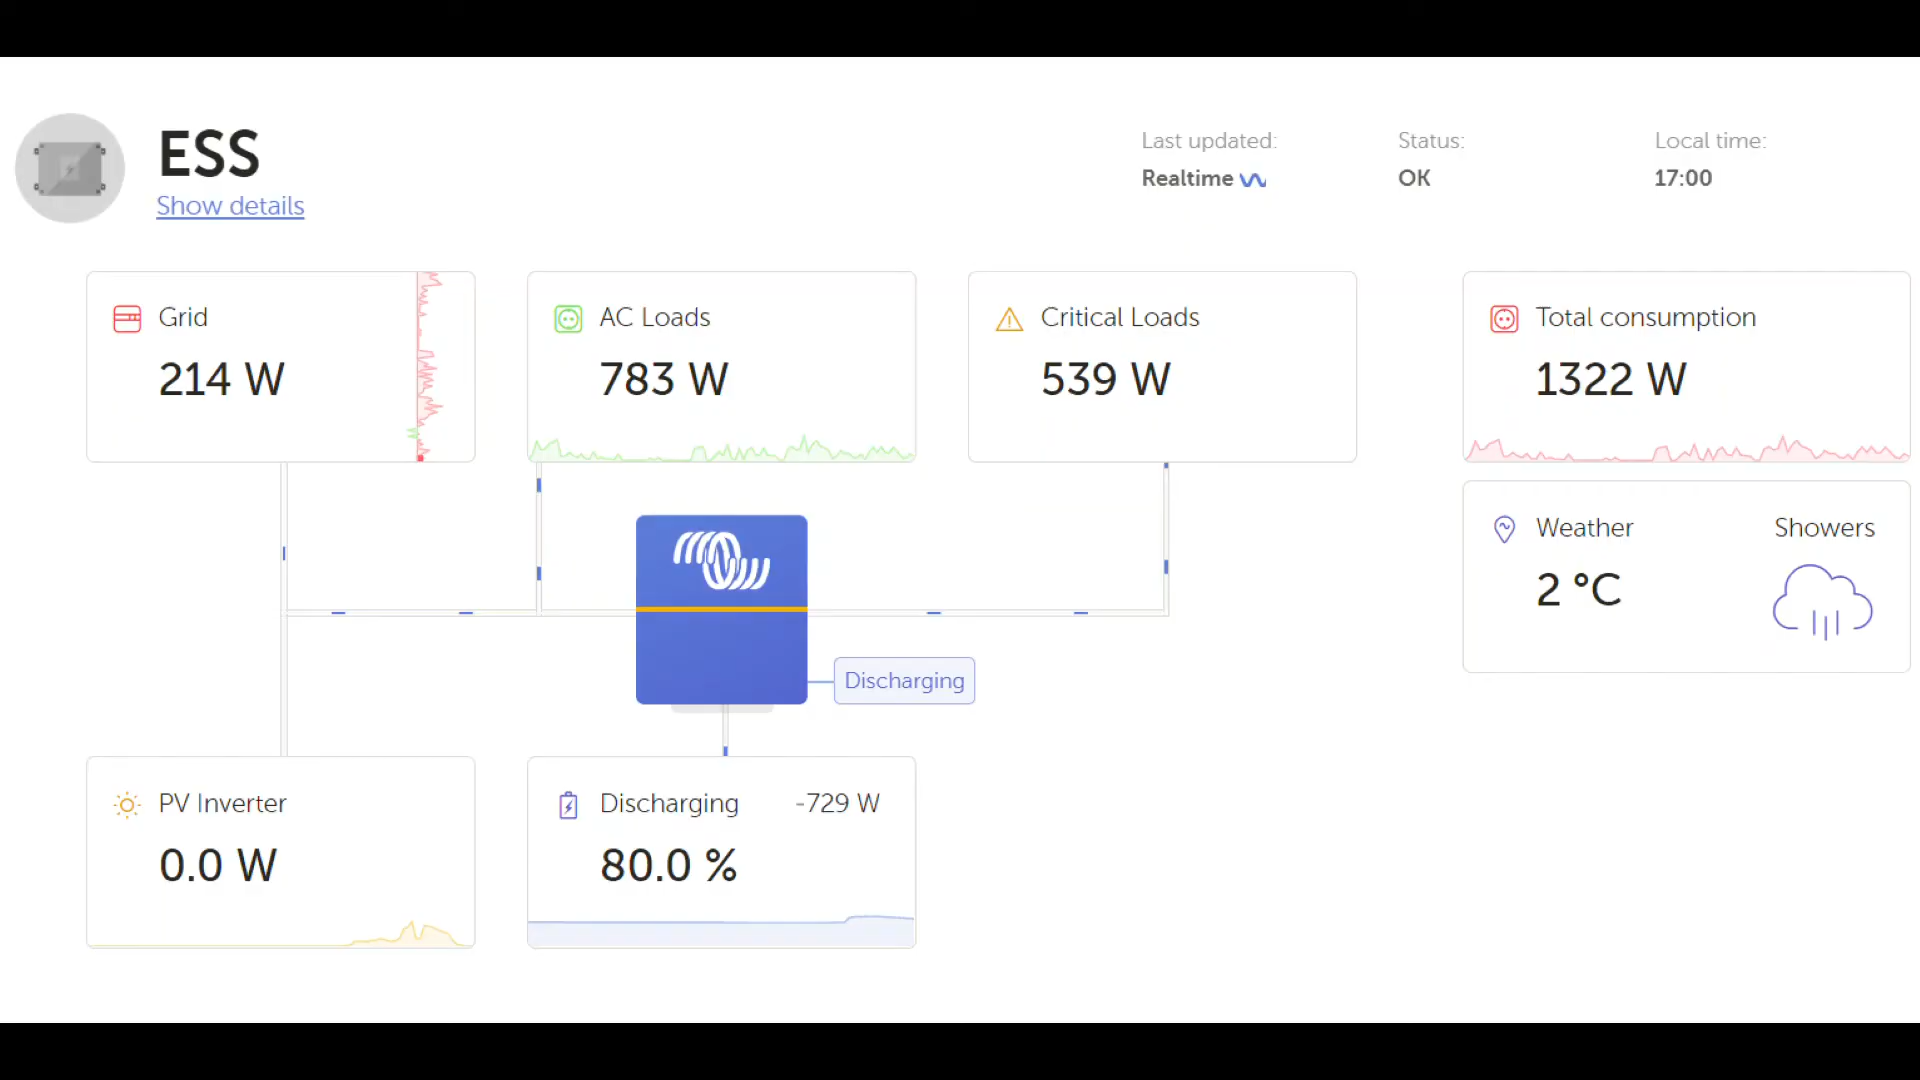 ESS
Show details
Last updated:
Realtime
Status:
OK
Local time:
17:00
Grid
214 W
AC Loads
783 W
Critical Loads
539 W
Total consumption
1322 W
Weather
Showers
2 °C
Discharging
PV Inverter
0.0 W
Discharging
-729 W
80.0 %